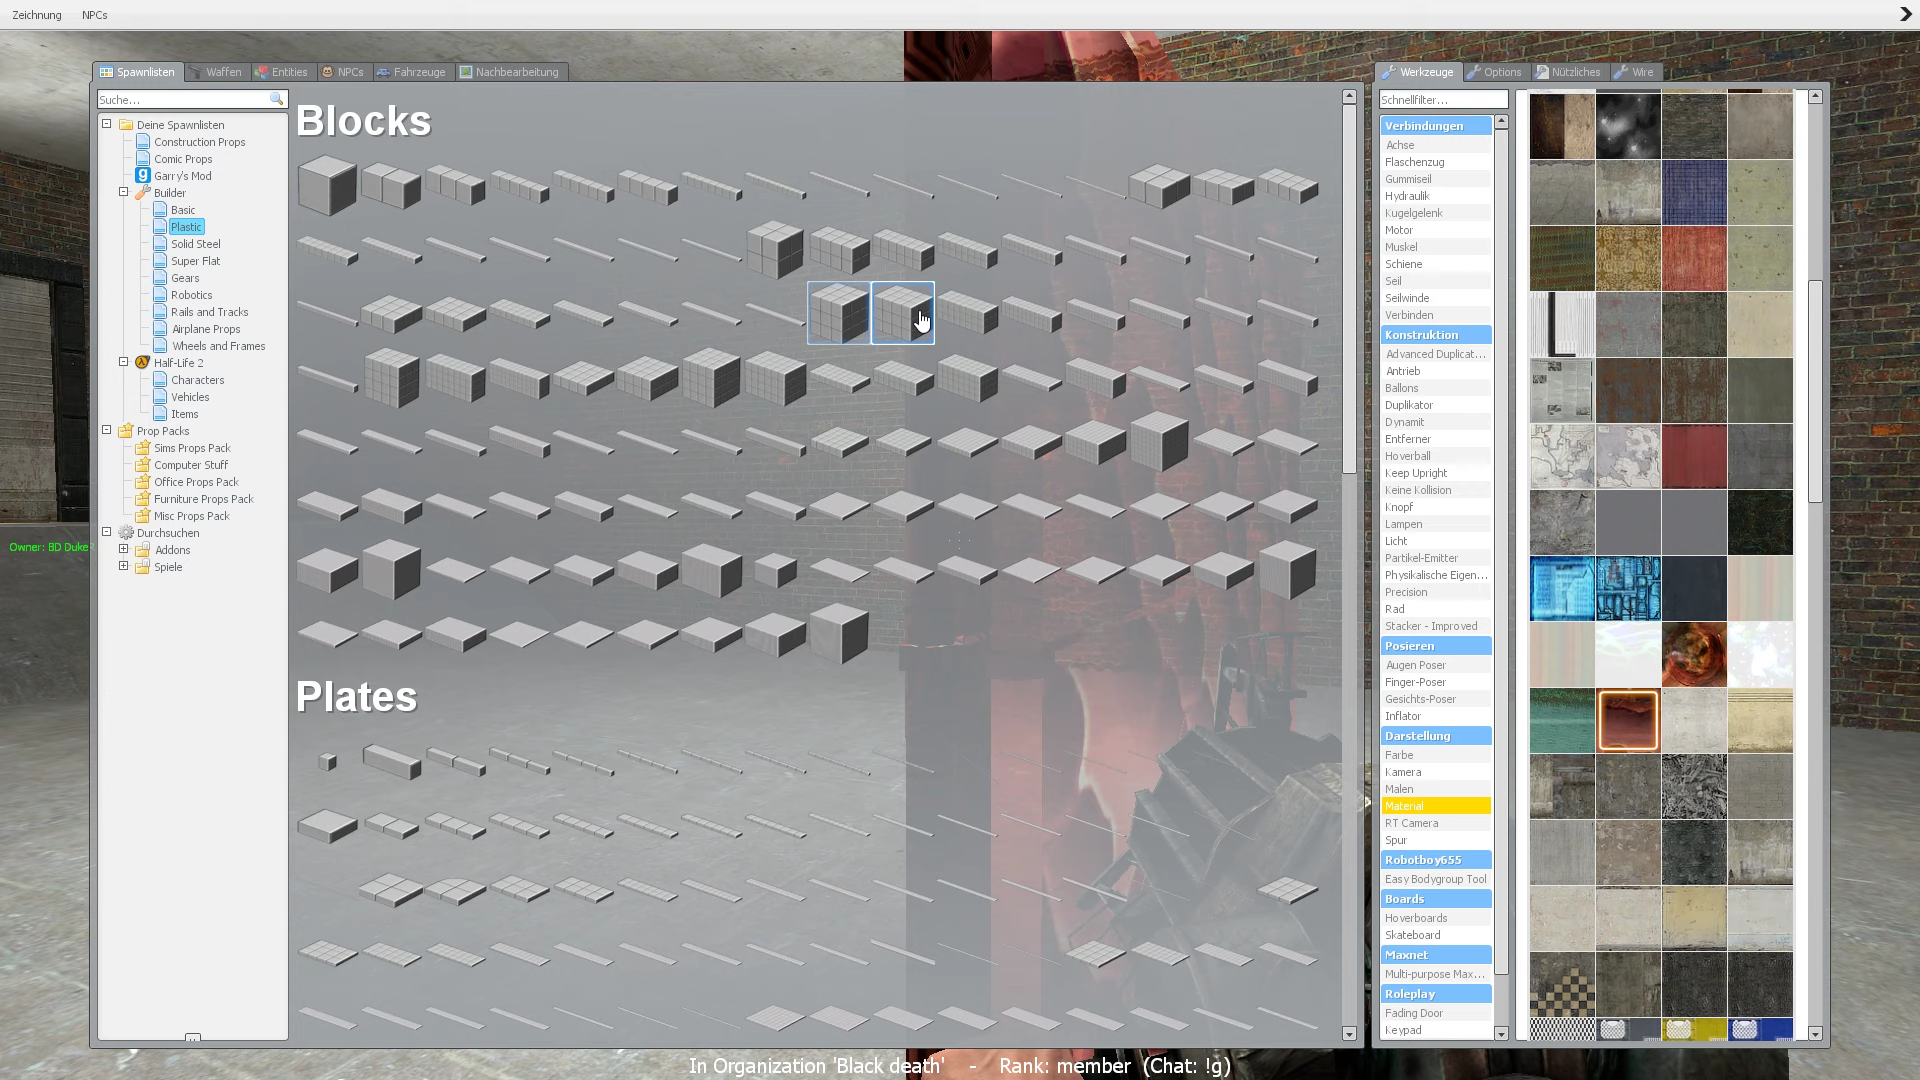 Zeichnung NPCs
Spawnlisten Waffen Entities NPCs Fahrzeuge Nachbearbeitung
Suche...
Deine Spawnlisten
Construction Props
Comic Props
Garry's Mod
Builder
Basic
Plastic
Solid Steel
Super Flat
Gears
Robotics
Rails and Tracks
Airplane Props
Wheels and Frames
Half-Life 2
Characters
Vehicles
Items
Prop Packs
Sims Props Pack
Computer Stuff
Office Props Pack
Furniture Props Pack
Misc Props Pack
Durchsuchen
Addons
Spiele
Owner: BD Duke
Blocks
Plates
Werkzeuge Options Nützliches Wire
Schnellfilter...
Verbindungen
Achse
Flaschenzug
Gummiseil
Hydraulik
Kugelgelenk
Motor
Muskel
Schiene
Seil
Seilwinde
Verbinden
Konstruktion
Advanced Duplicat...
Antrieb
Ballons
Duplikator
Dynamit
Entferner
Hoverball
Keep Upright
Keine Kollision
Knopf
Lampen
Licht
Partikel-Emitter
Physikalische Eigen...
Precision
Rad
Stacker - Improved
Posieren
Augen Poser
Finger-Poser
Gesichts-Poser
Inflator
Darstellung
Farbe
Kamera
Malen
Material
RT Camera
Spur
Robotboy655
Easy Bodygroup Tool
Boards
Hoverboards
Skateboard
Maxnet
Multi-purpose Max...
Roleplay
Fading Door
Keypad
In Organization 'Black death' - Rank: member (Chat: !g)